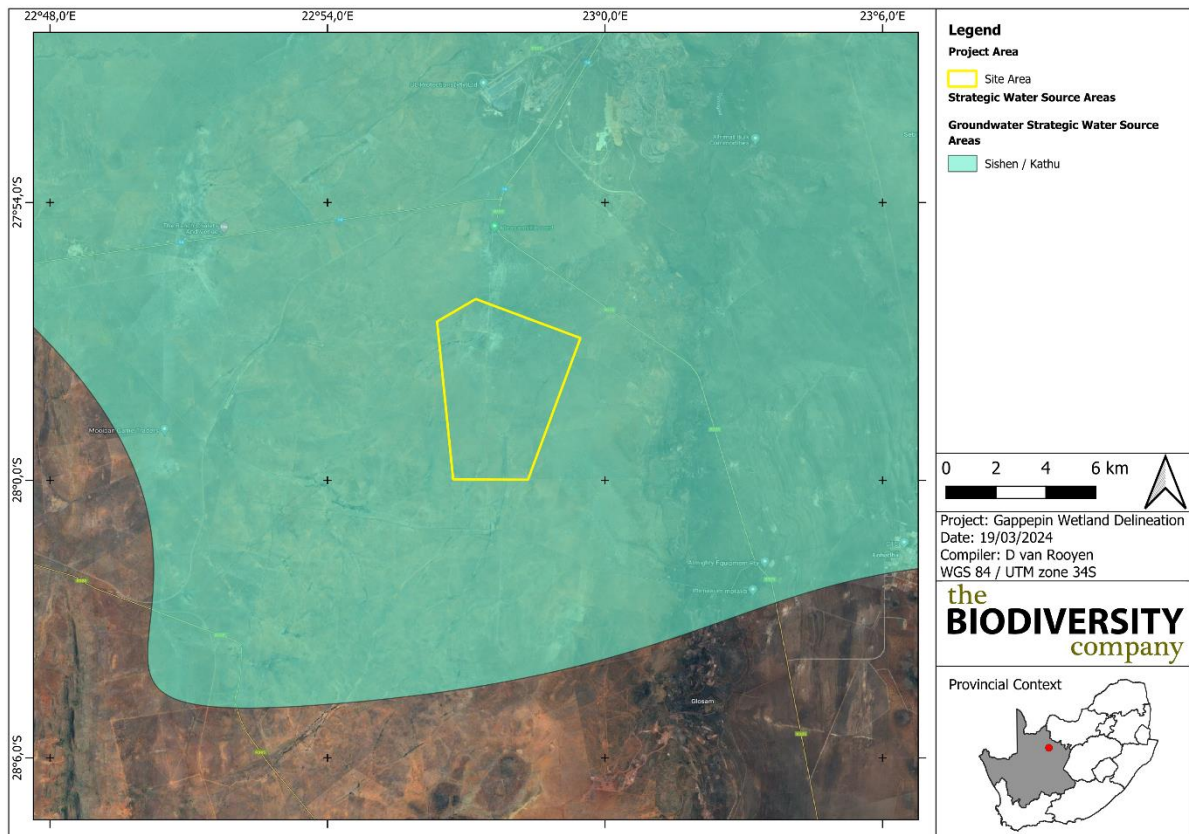 22°48,0'E
22°54,0'E
23°0,0'E
23°6,0'E
27°54,0'S
28°0,0'S
28°6,0'S
Glosam
Legend
Project Area
Site Area
Strategic Water Source Areas
Groundwater Strategic Water Source
Areas
Sishen / Kathu
0 2 4 6 km
Project: Gappepin Wetland Delineation
Date: 19/03/2024
Compiler: D van Rooyen
WGS 84 / UTM zone 34S
the
BIODIVERSITY
company
Provincial Context